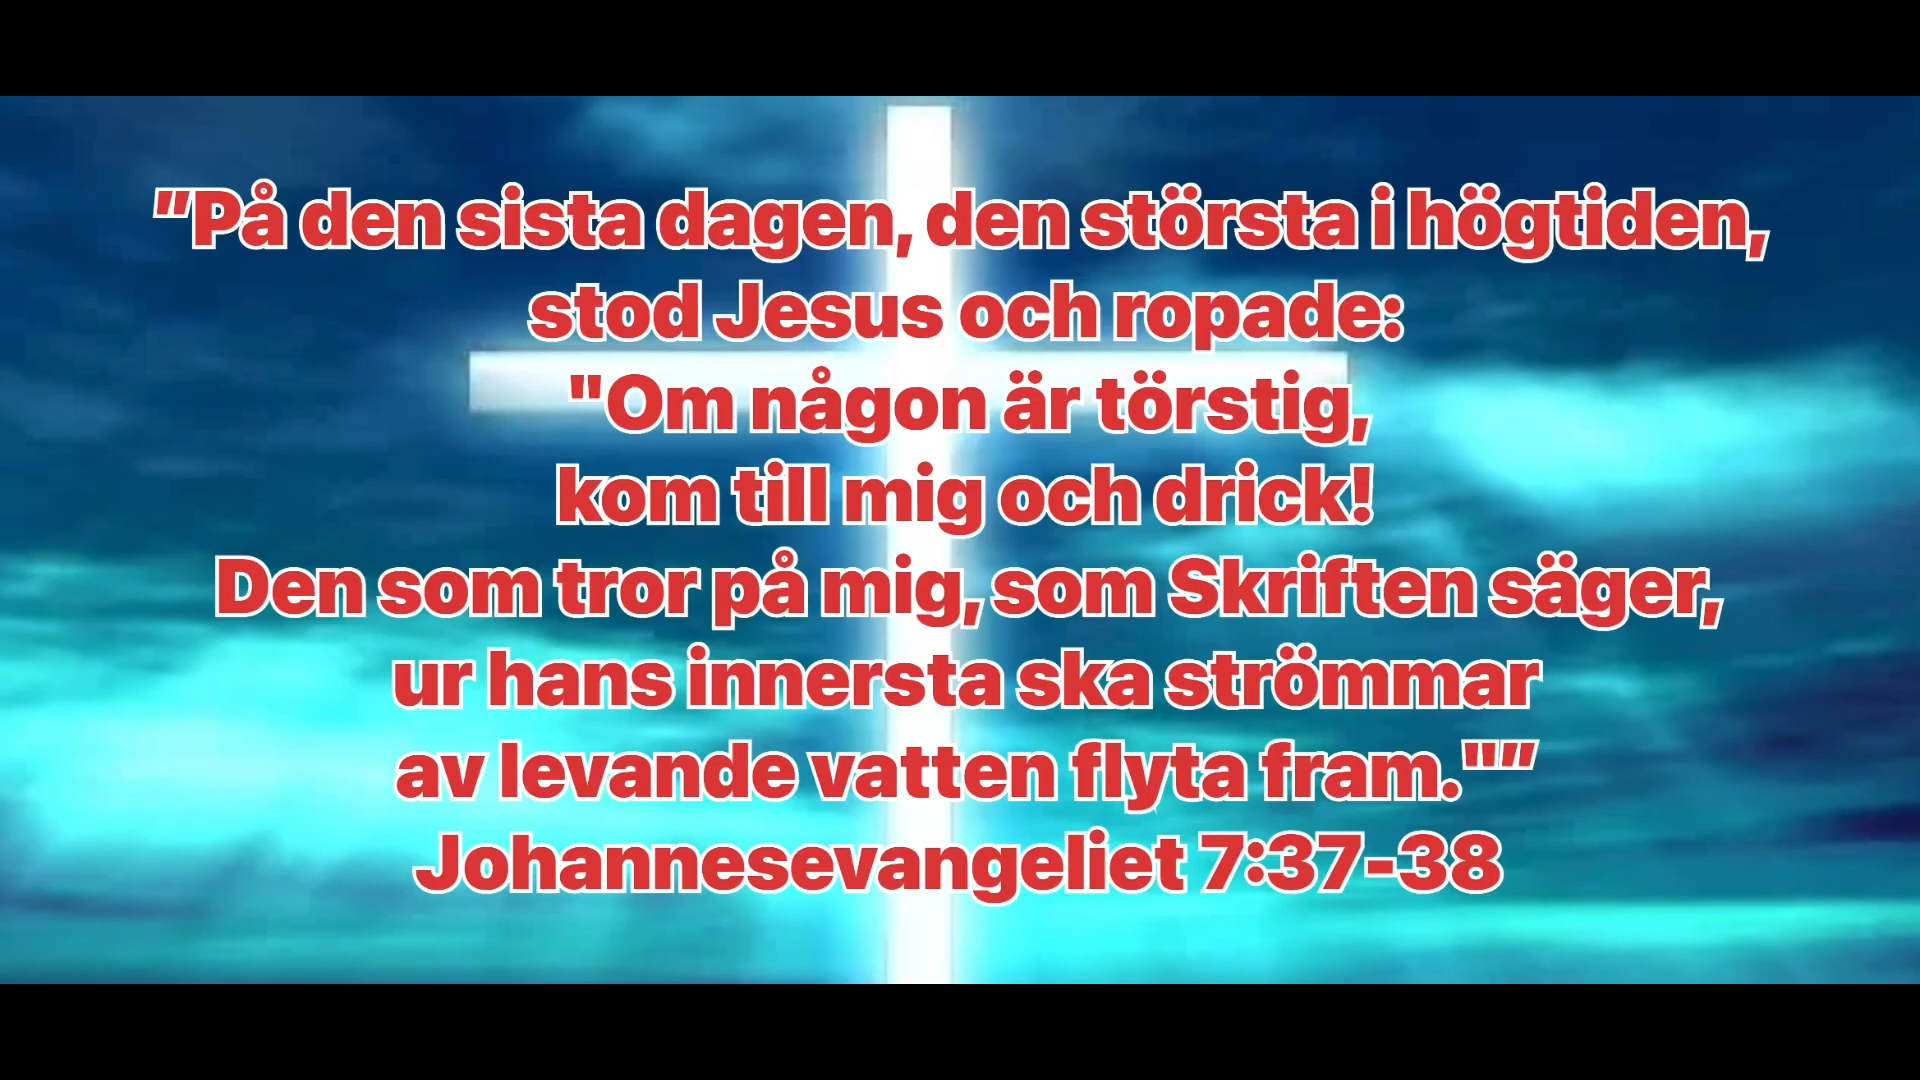 "På den sista dagen, den största i högtiden,
stod Jesus och ropade:
"Om någon är törstig,
kom till mig och drick!
Den som tror på mig, som Skriften säger,
ur hans innersta ska strömmar
av levande vatten flyta fram.""
Johannesevangeliet 7:37-38